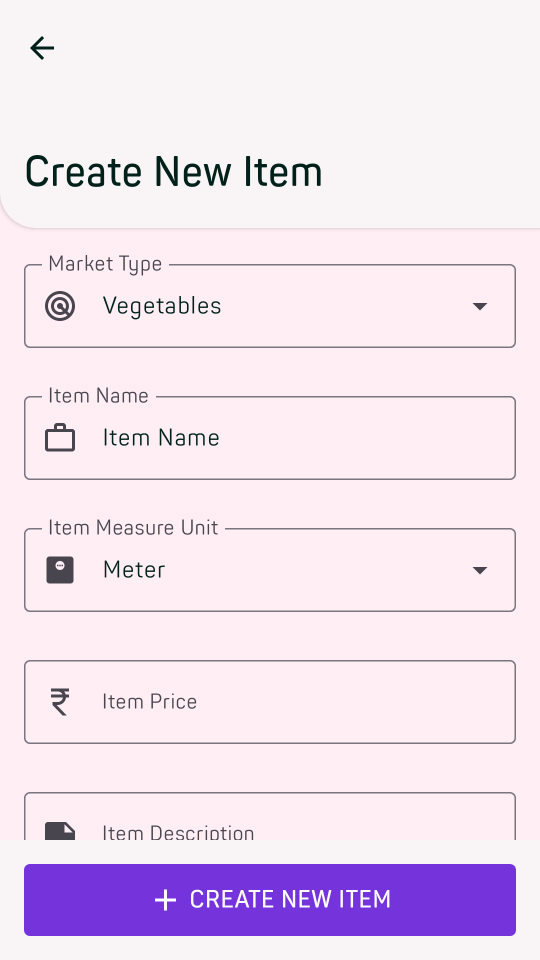 Create New Item
Market Type
Vegetables
Item Name
Item Name
Item Measure Unit
Meter
₹
Item Price
Item Description
CREATE NEW ITEM